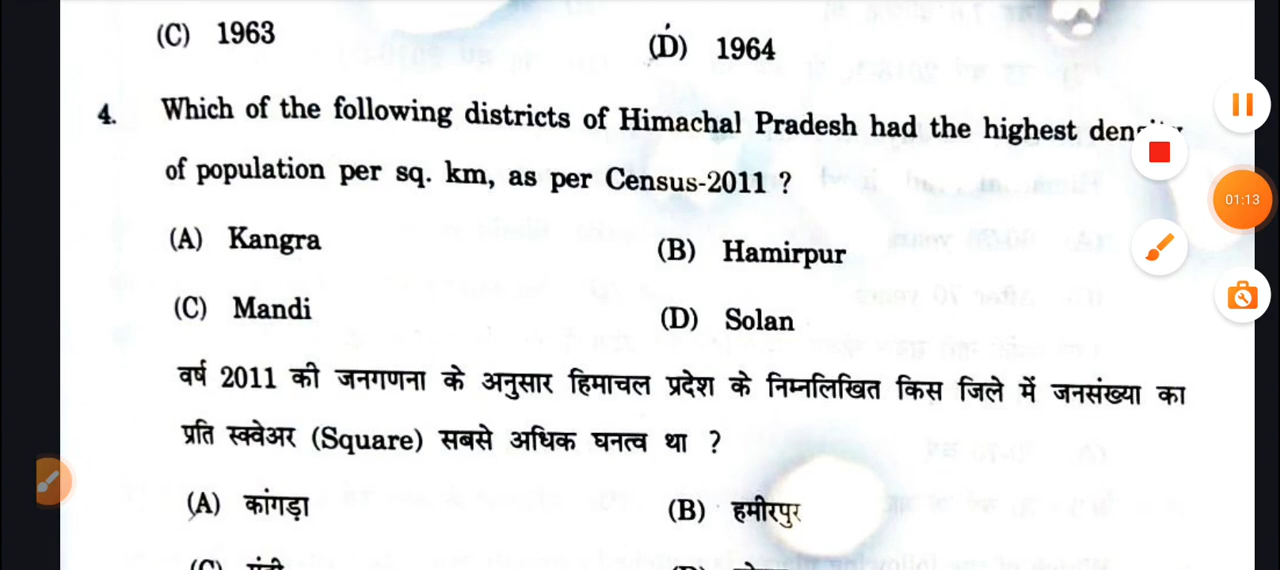 (C) 1963 (D) 1964
4. Which of the following districts of Himachal Pradesh had the highest
of population per sq. km, as per Census-2011 ?
(A) Kangra (B) Hamirpur
(C) Mandi (D) Solan
वर्ष 2011 की जनगणना के अनुसार हिमाचल प्रदेश के निम्नलिखित किस जिले में जनसंख्या का
प्रति स्क्वेअर (Square) सबसे अधिक घनत्व था ?
(A) कांगड़ा (B) हमीरपुर
01:13